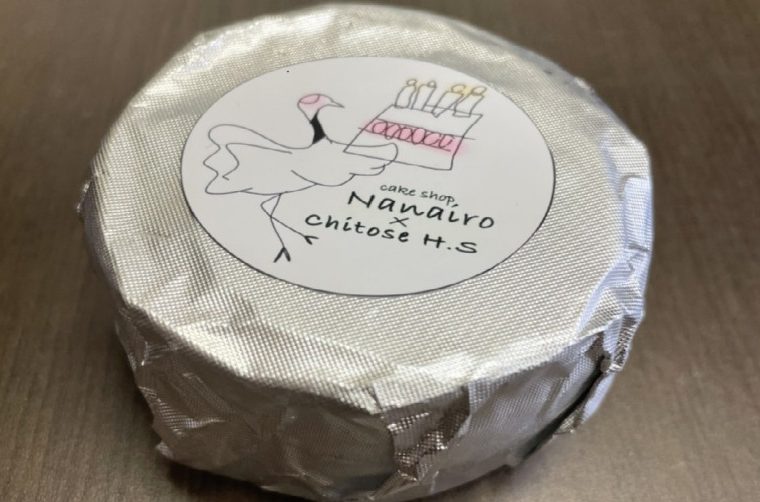 cake shop
Nanairo
×
Chitose H.S